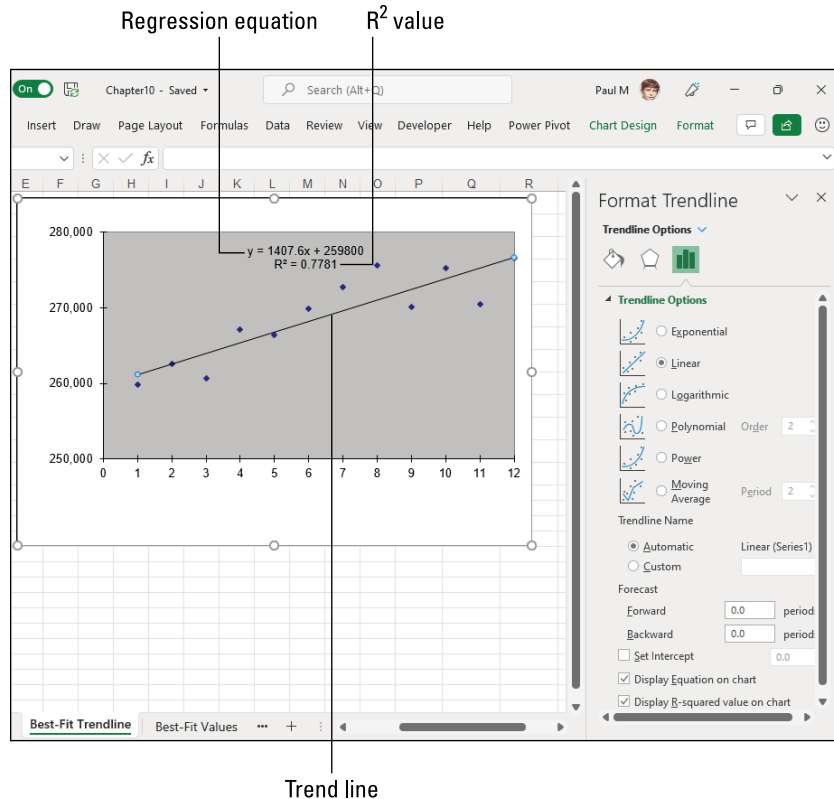 Regression equation
R² value
On
Chapter10 - Saved
Search (Alt+Q)
Paul M
Insert Draw Page Layout Formulas Data Review View Developer Help Power Pivot Chart Design Format
fx
E F G H I J K L M N O P Q R
280,000
270,000
260,000
250,000
y = 1407.6x + 259800
R² = 0.7781
0 1 2 3 4 5 6 7 8 9 10 11 12
Format Trendline
Trendline Options
Trendline Options
Exponential
Linear
Logarithmic
Polynomial Order 2
Power
Moving
Average
Period 2
Trendline Name
Automatic Linear (Series1)
Custom
Forecast
Forward 0.0 period
Backward 0.0 period
Set Intercept 0.0
Display Equation on chart
Display R-squared value on chart
Best-Fit Trendline Best-Fit Values ••• +
Trend line